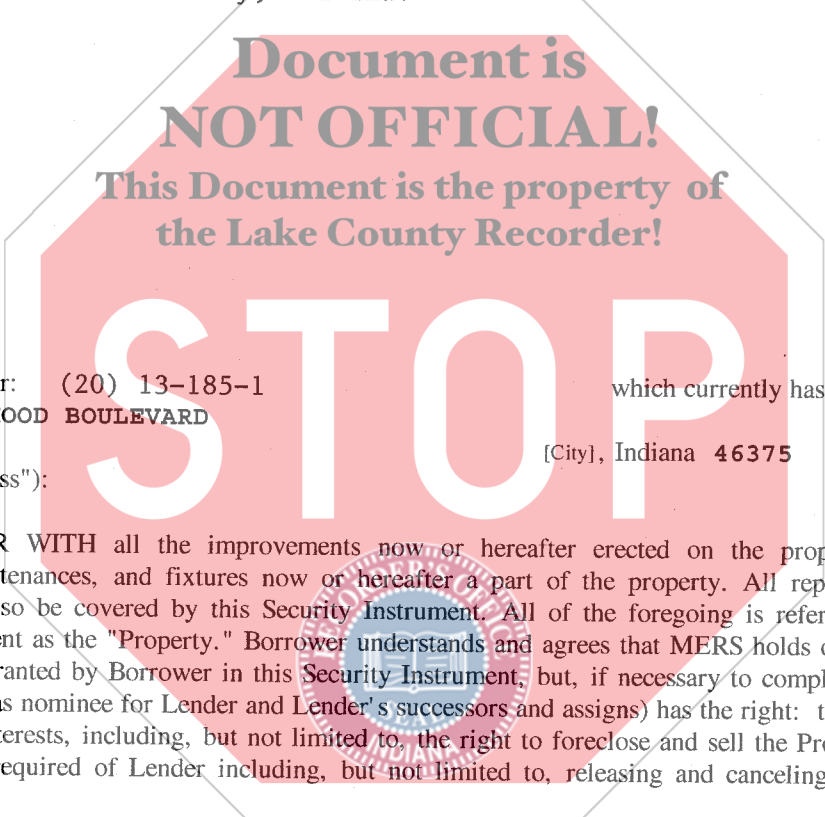 Document is
NOT OFFICIAL!
This Document is the property of
the Lake County Recorder!
STOP
r: (20) 13-185-1 which currently has
OOD BOULEVARD
[City], Indiana 46375
ss"):
R WITH all the improvements now or hereafter erected on the prop
tenances, and fixtures now or hereafter a part of the property. All rep
so be covered by this Security Instrument. All of the foregoing is refer
ent as the "Property." Borrower understands and agrees that MERS holds
ranted by Borrower in this Security Instrument, but, if necessary to compl
s nominee for Lender and Lender's successors and assigns) has the right: t
terests, including, but not limited to, the right to foreclose and sell the Pro
equired of Lender including, but not limited to, releasing and canceling
RECORDER'S OFFICE
SEAL
INDIANA